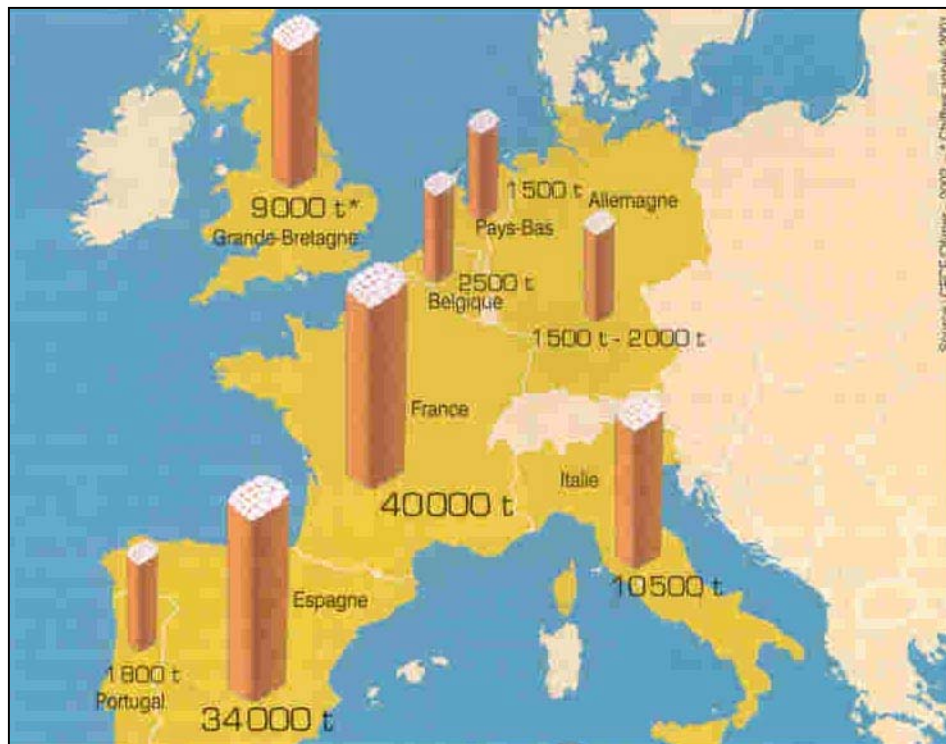 9000 t*
Grande-Bretagne
1500 t
Allemagne
Pays-Bas
2500 t
Belgique
1500 t - 2000 t
France
40000 t
Italie
10500 t
Espagne
1800 t
Portugal
34000 t